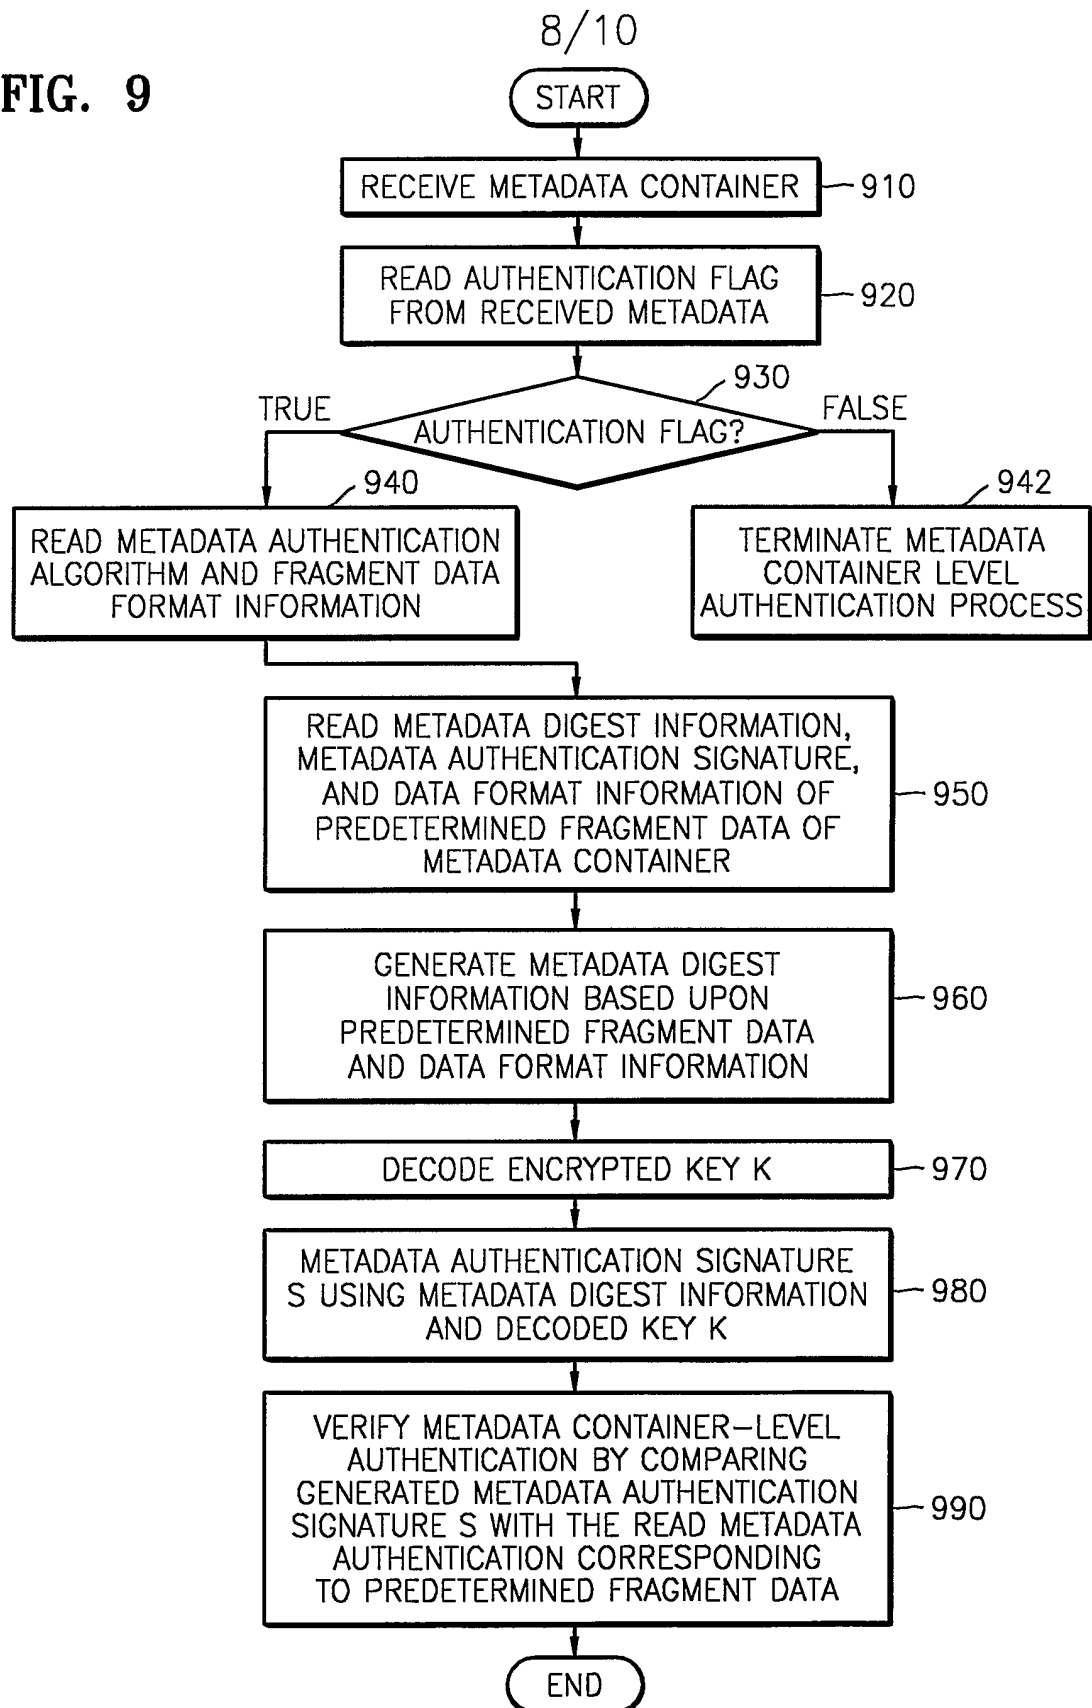 8/10
FIG. 9
START
RECEIVE METADATA CONTAINER
910
READ AUTHENTICATION FLAG
FROM RECEIVED METADATA
920
930
TRUE
AUTHENTICATION FLAG?
FALSE
940
READ METADATA AUTHENTICATION
ALGORITHM AND FRAGMENT DATA
FORMAT INFORMATION
942
TERMINATE METADATA
CONTAINER LEVEL
AUTHENTICATION PROCESS
READ METADATA DIGEST INFORMATION,
METADATA AUTHENTICATION SIGNATURE,
AND DATA FORMAT INFORMATION OF
PREDETERMINED FRAGMENT DATA OF
METADATA CONTAINER
950
GENERATE METADATA DIGEST
INFORMATION BASED UPON
PREDETERMINED FRAGMENT DATA
AND DATA FORMAT INFORMATION
960
DECODE ENCRYPTED KEY K
970
METADATA AUTHENTICATION SIGNATURE
S USING METADATA DIGEST INFORMATION
AND DECODED KEY K
980
VERIFY METADATA CONTAINER-LEVEL
AUTHENTICATION BY COMPARING
GENERATED METADATA AUTHENTICATION
SIGNATURE S WITH THE READ METADATA
AUTHENTICATION CORRESPONDING
TO PREDETERMINED FRAGMENT DATA
990
END